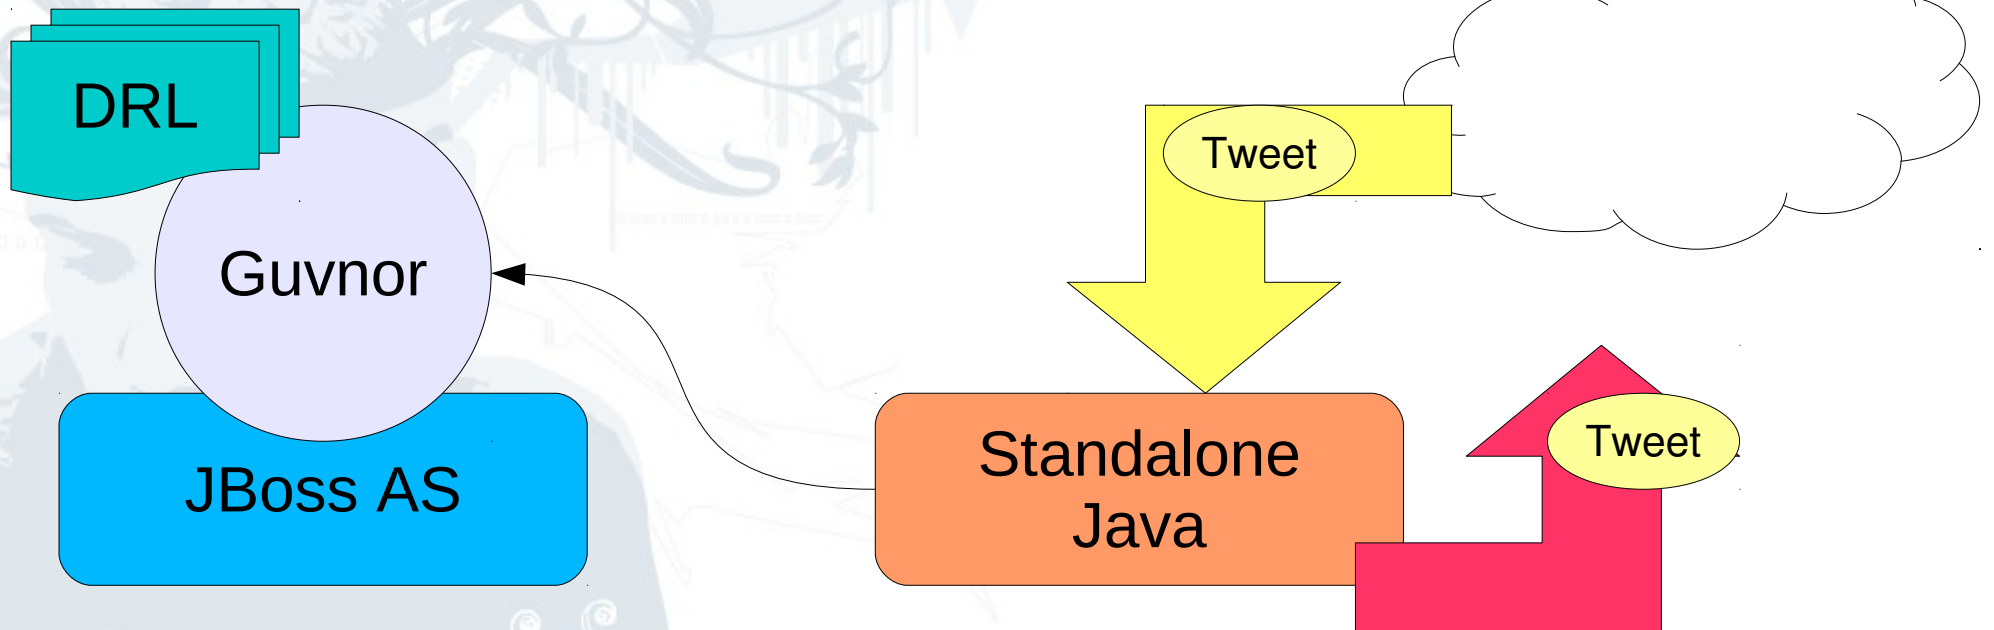 DRL
Tweet
Guvnor
Standalone
Java
Tweet
JBoss AS